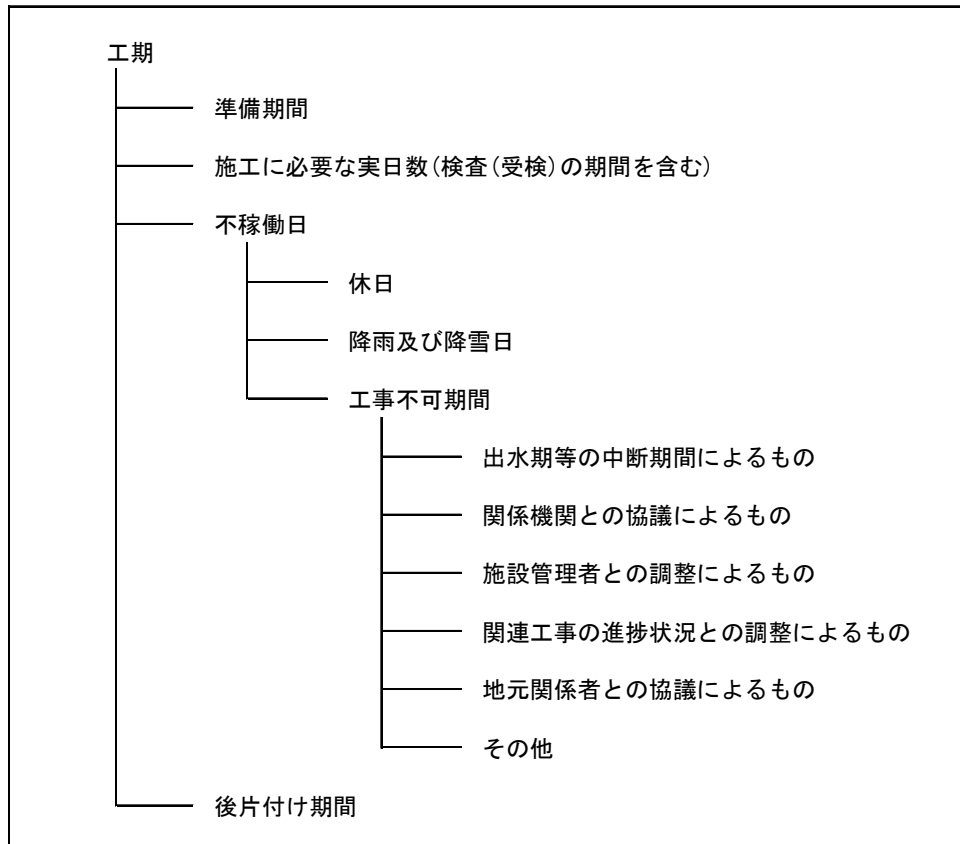 工期
準備期間
施工に必要な実日数(検査(受検)の期間を含む)
不稼働日
休日
降雨及び降雪日
工事不可期間
出水期等の中断期間によるもの
関係機関との協議によるもの
施設管理者との調整によるもの
関連工事の進捗状況との調整によるもの
地元関係者との協議によるもの
その他
後片付け期間